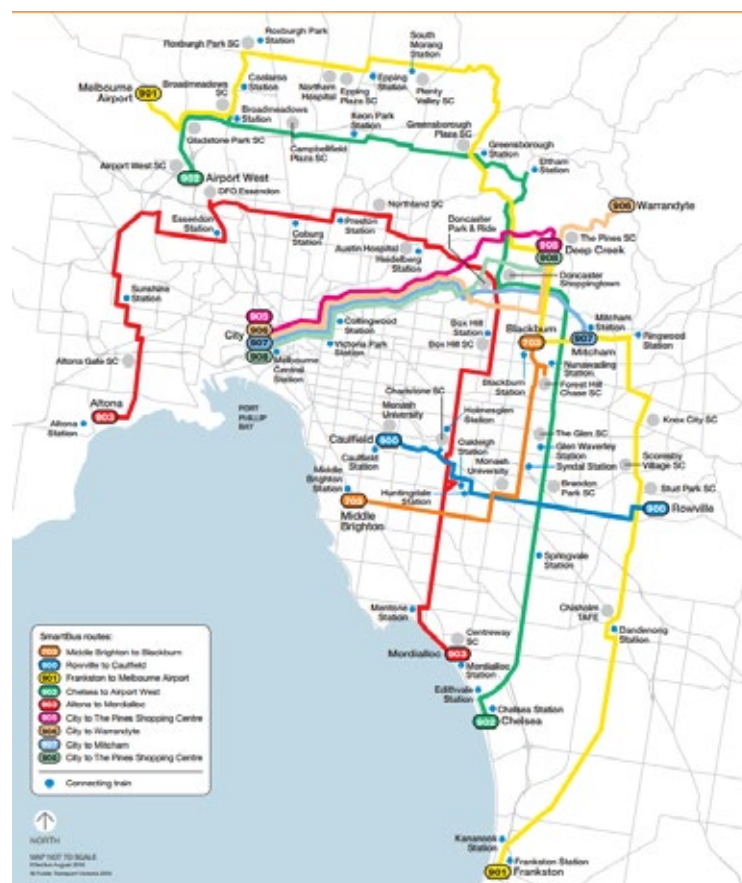 Roxburgh Park
Station
Roxburgh Park SC
South
Morang
Station
Melbourne
Airport
901
Broadmeadows
SC
Coolaroo
Station
Northern
Hospital
Epping
Plaza SC
Epping
Station
Plenty
Valley SC
Broadmeadows
Station
Keon Park
Station
Greensborough
Plaza SC
Gladstone Park SC
Campbellfield
Plaza SC
Greensborough
Station
Eltham
Station
Airport West SC
902
Airport West
DFO Essendon
Northland SC
Doncaster
Park & Ride
906
Warrandyte
Essendon
Station
Coburg
Station
Preston
Station
Austin Hospital
Heidelberg
Station
905
Deep Creek
908
The Pines SC
Doncaster
Shoppingtown
Sunshine
Station
905
906
City
907
908
Collingwood
Station
Victoria Park
Station
Melbourne
Central
Station
Box Hill
Station
Box Hill SC
Blackburn
703
Mitcham
Station
907
Mitcham
Ringwood
Station
Nunawading
Station
Blackburn
Station
Forest Hill
Chase SC
Altona Gate SC
Altona
903
Altona
Station
PORT
PHILLIP
BAY
Chadstone SC
Monash
University
Holmesglen
Station
Knox City SC
Caulfield
900
Caulfield
Station
Oakleigh
Station
The Glen SC
Glen Waverley
Station
Syndal Station
Scoresby
Village SC
Middle
Brighton
Station
Monash
University
Brandon
Park SC
Stud Park SC
Huntingdale
Station
703
Middle
Brighton
900
Rowville
Springvale
Station
Mentone
Station
Chisholm
TAFE
Dandenong
Station
Centreway
SC
Mordialloc
903
Mordialloc
Station
Edithvale
Station
Chelsea Station
902
Chelsea
SmartBus routes:
703 Middle Brighton to Blackburn
900 Rowville to Caulfield
901 Frankston to Melbourne Airport
902 Chelsea to Airport West
903 Altona to Mordialloc
905 City to The Pines Shopping Centre
906 City to Warrandyte
907 City to Mitcham
908 City to The Pines Shopping Centre
Connecting train
NORTH
MAP NOT TO SCALE
Kananook
Station
Frankston Station
901
Frankston